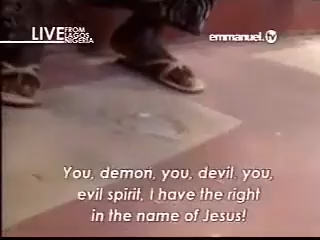 LIVE FROM LAGOS NIGERIA
emmanuel.tv
You, demon, you, devil, you,
evil spirit, I have the right
in the name of Jesus!